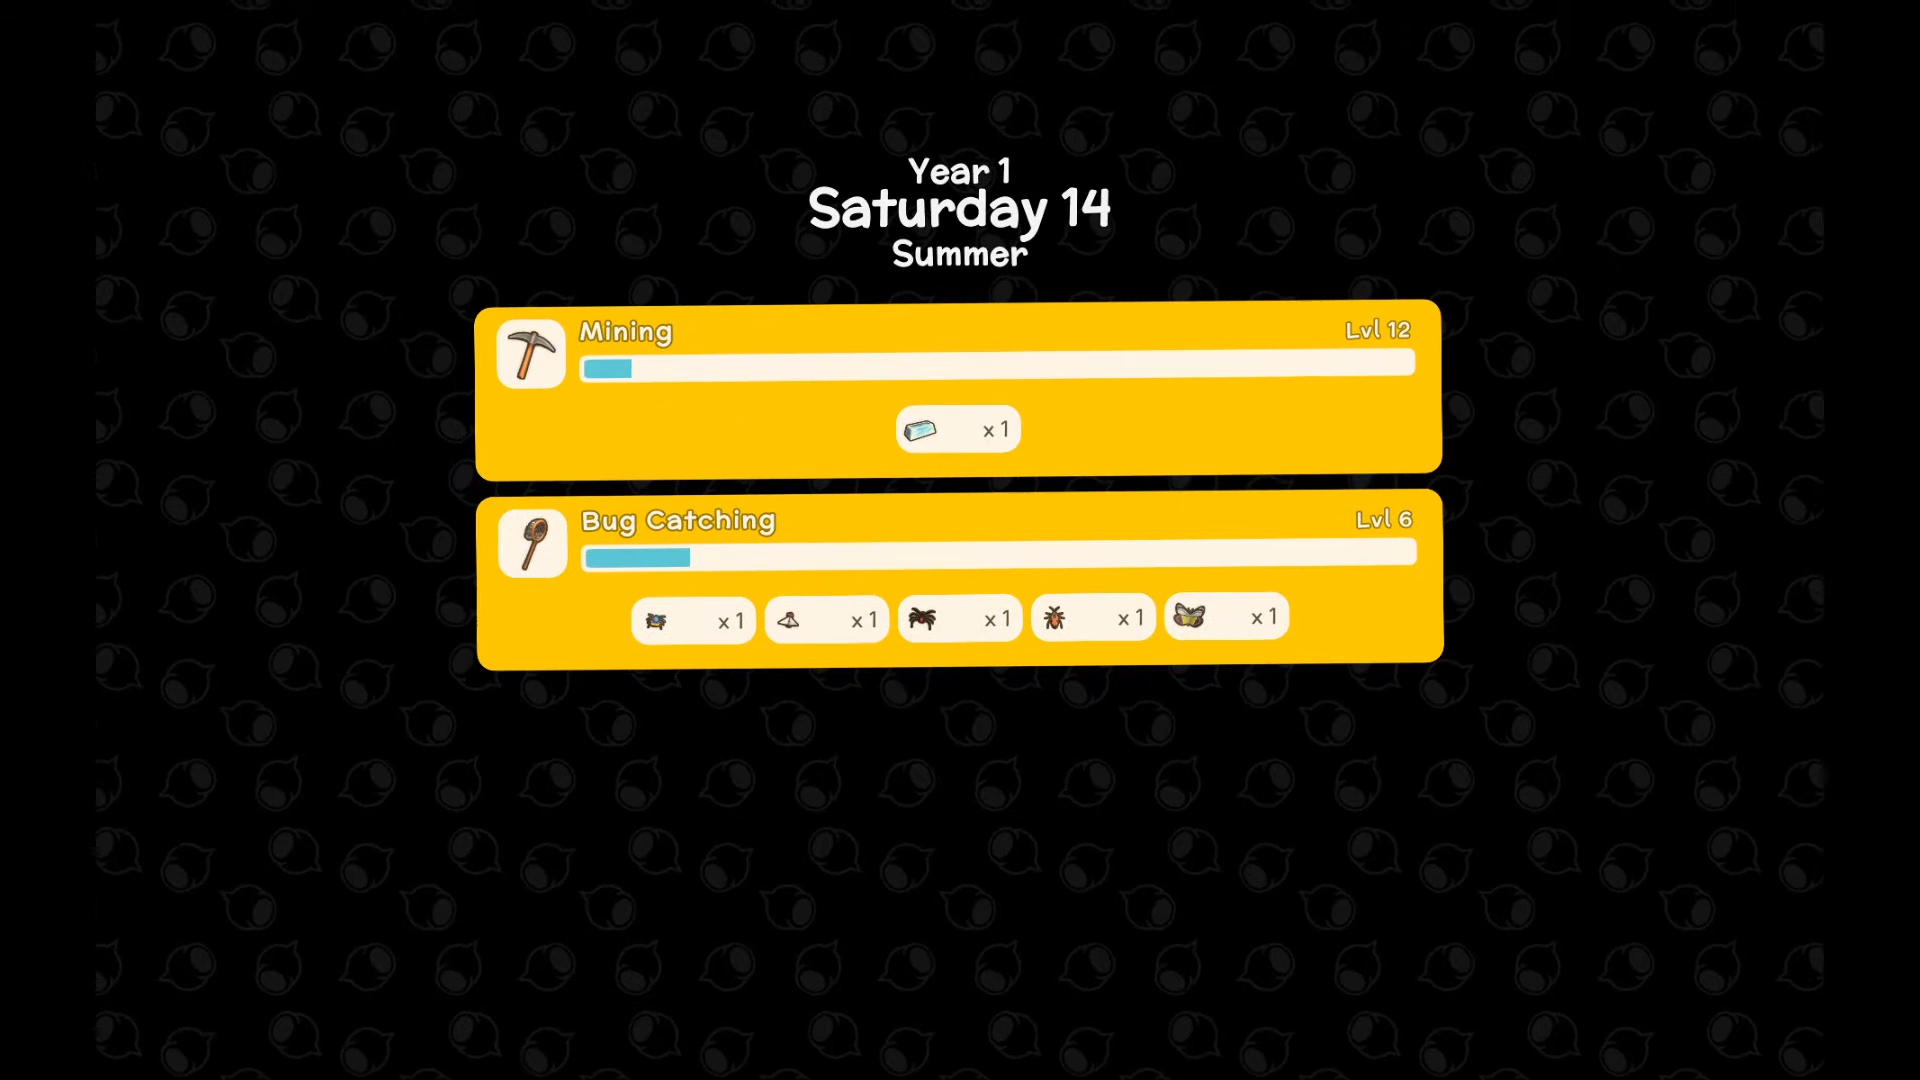 Year 1
Saturday 14
Summer
Mining Lvl 12
x 1
Bug Catching Lvl 6
x 1 x 1 x 1 x 1 x 1